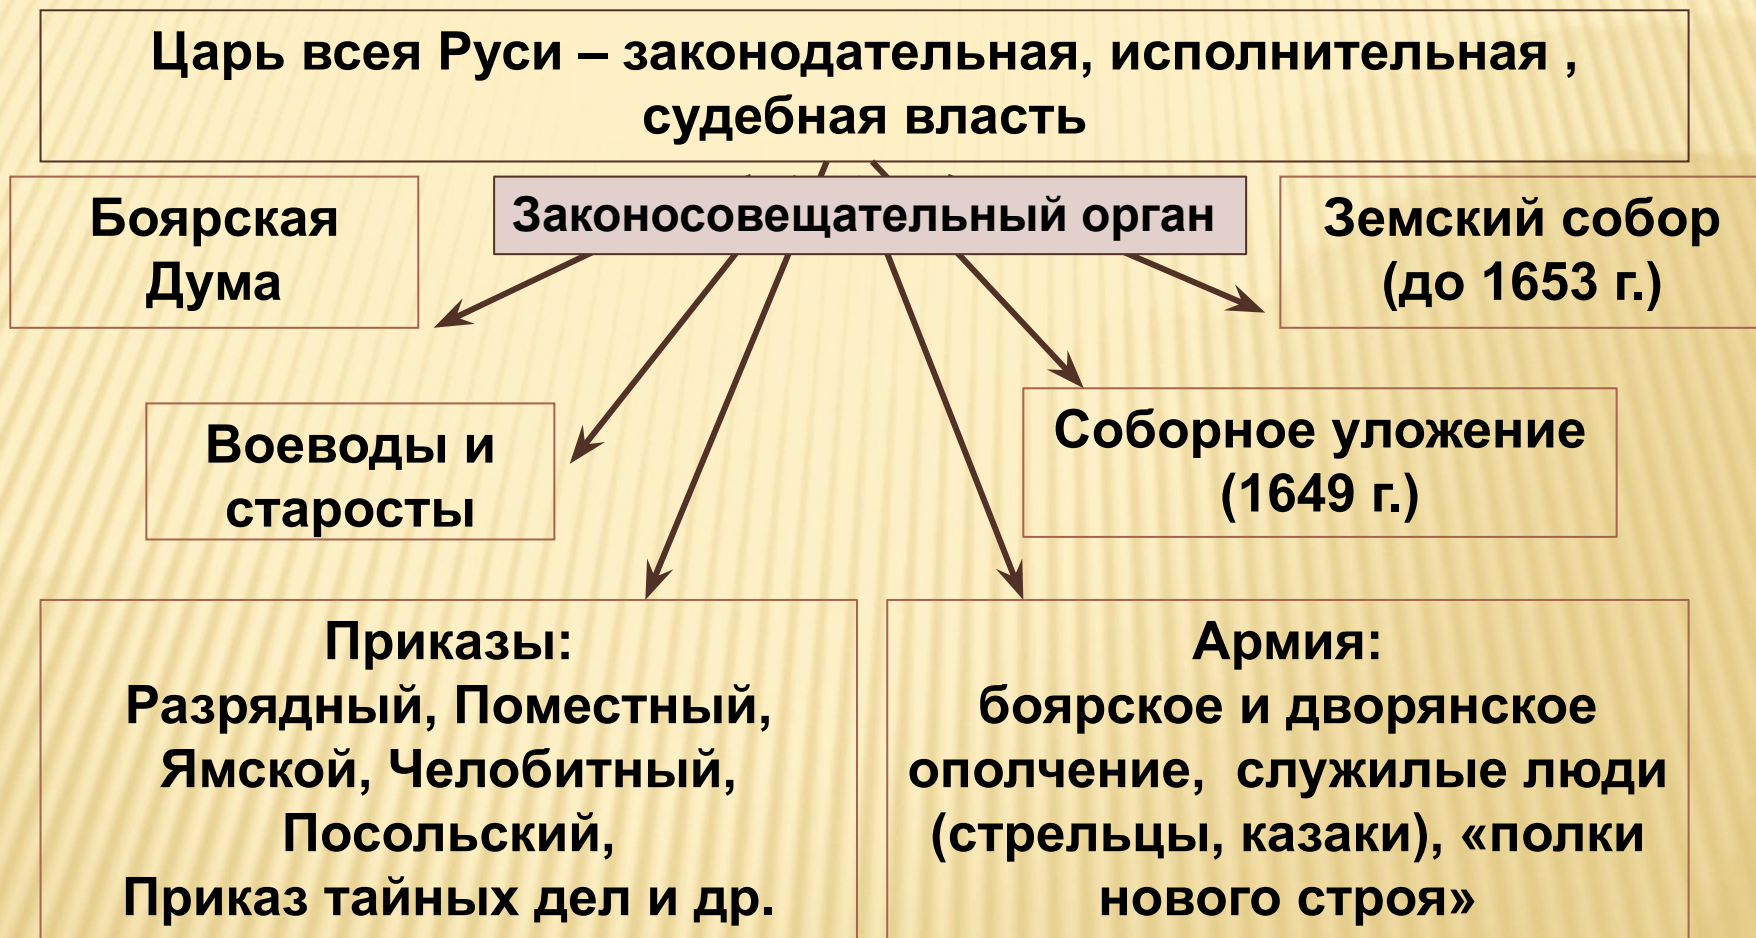 Царь всея Руси – законодательная, исполнительная ,
судебная власть
Боярская
Дума
Законосовещательный орган
Земский собор
(до 1653 г.)
Воеводы и
старосты
Соборное уложение
(1649 г.)
Приказы:
Разрядный, Поместный,
Ямской, Челобитный,
Посольский,
Приказ тайных дел и др.
Армия:
боярское и дворянское
ополчение,  служилые люди
(стрельцы, казаки), «полки
нового строя»